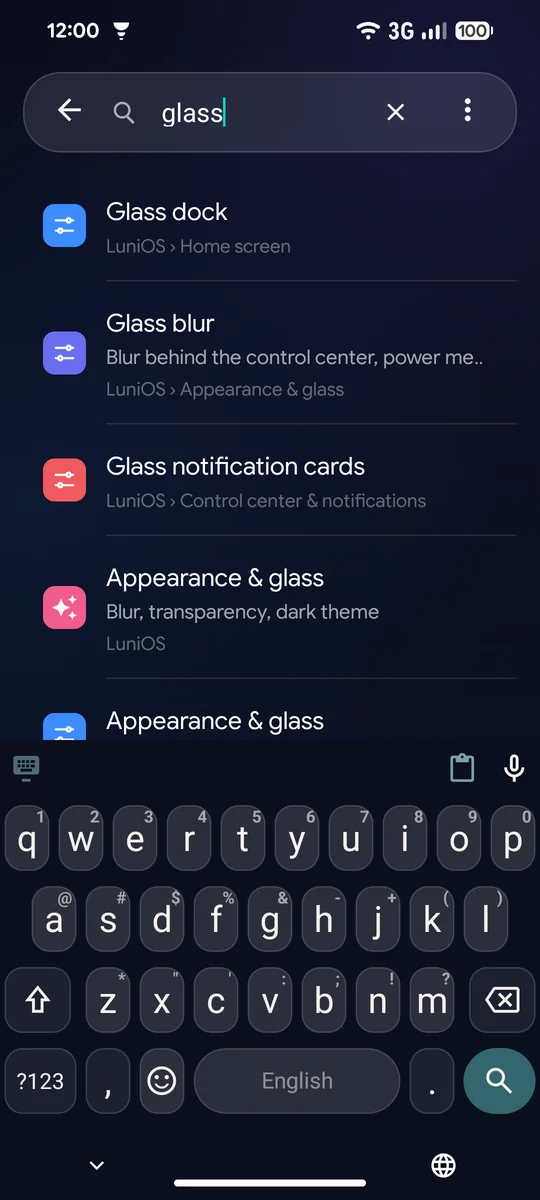 12:00
3G
100
glass
Glass dock
LuniOS › Home screen
Glass blur
Blur behind the control center, power me..
LuniOS › Appearance & glass
Glass notification cards
LuniOS › Control center & notifications
Appearance & glass
Blur, transparency, dark theme
LuniOS
Appearance & glass
1 2 3 4 5 6 7 8 9 0
q w e r t y u i o p
@ # $ % & - + ( )
a s d f g h j k l
* " ' : ; ! ?
z x c v b n m
?123 , English .